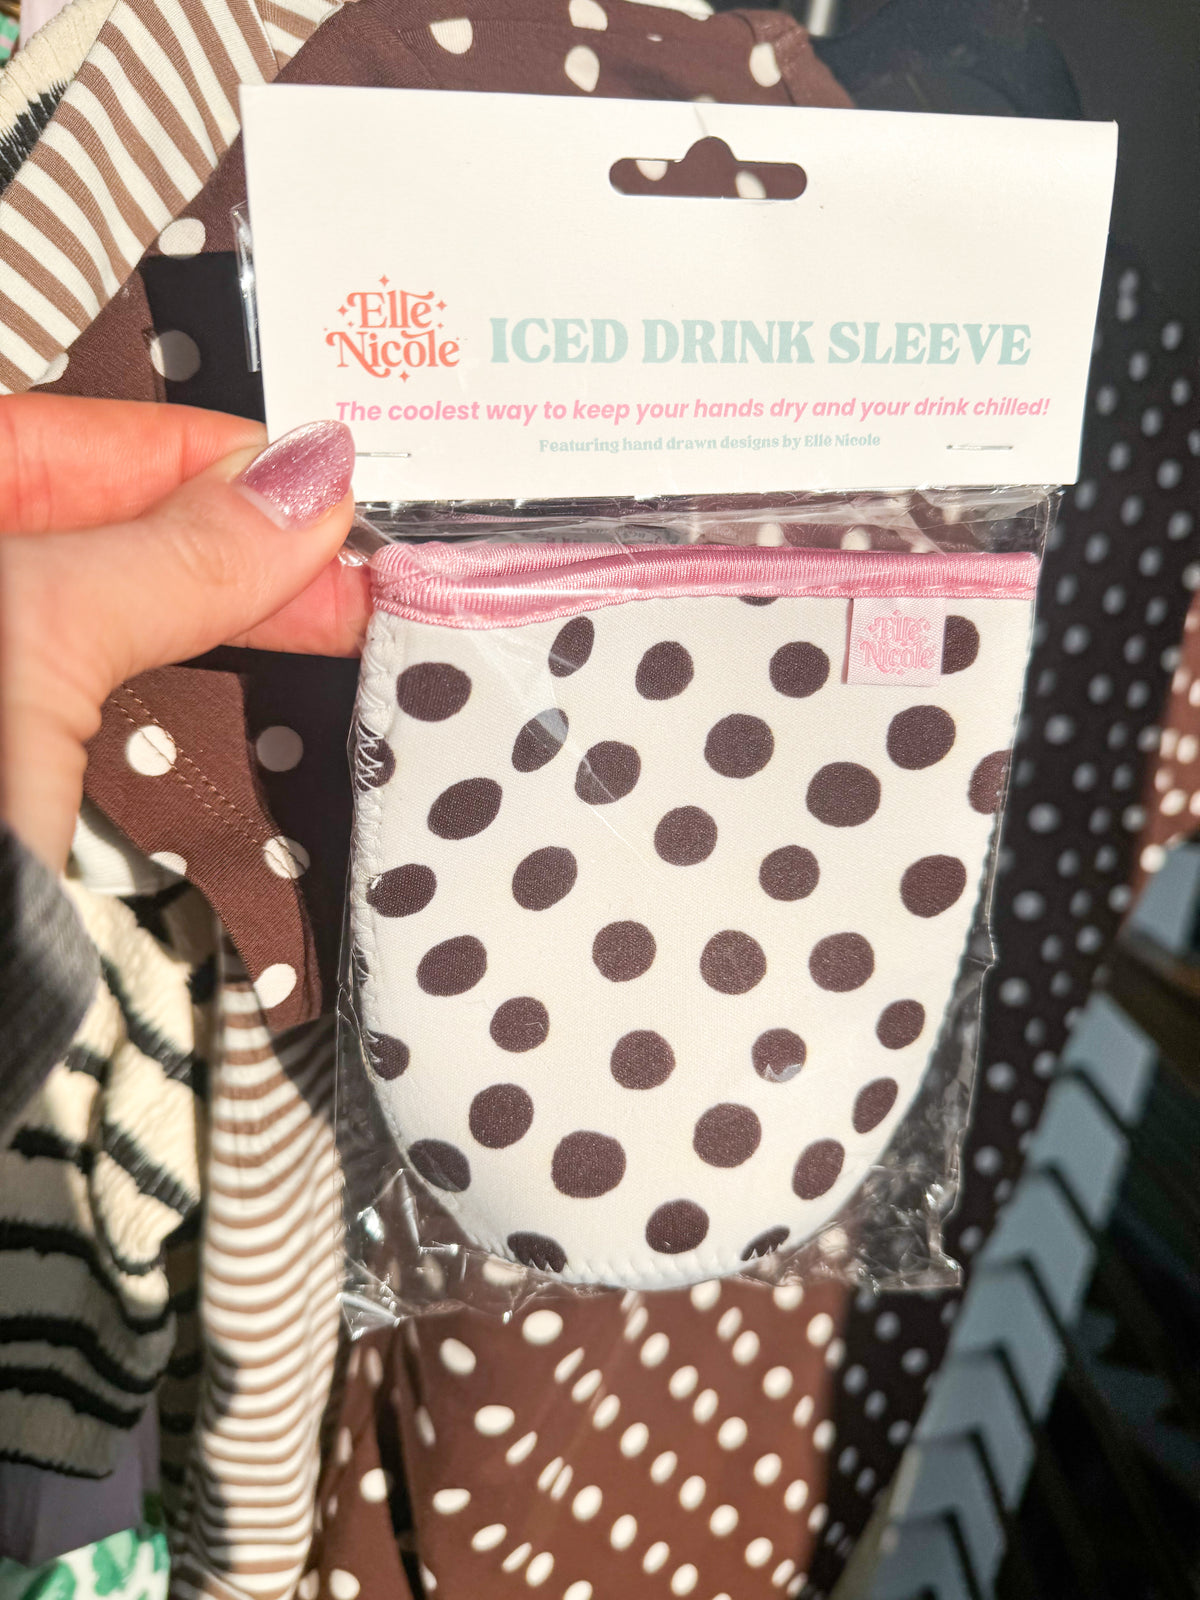 Elle
Nicole
ICED DRINK SLEEVE
The coolest way to keep your hands dry and your drink chilled!
Featuring hand drawn designs by Elle Nicole
Elle
Nicole